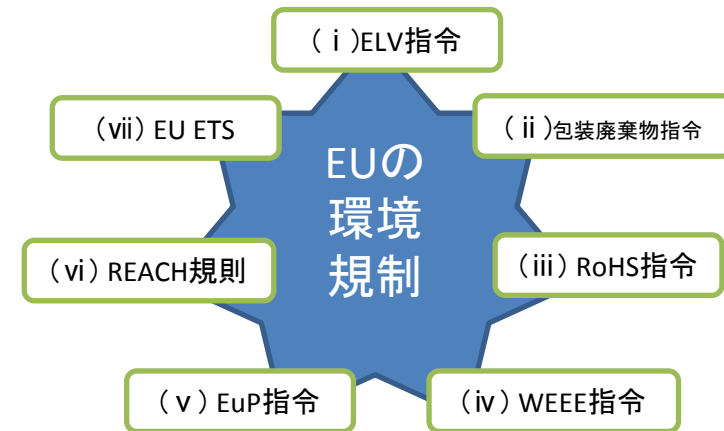 (ⅰ)ELV指令
(ⅱ)包装廃棄物指令
(ⅲ) RoHS指令
(ⅳ) WEEE指令
(ⅴ) EuP指令
(ⅵ) REACH規則
(ⅶ) EU ETS
EUの
環境
規制